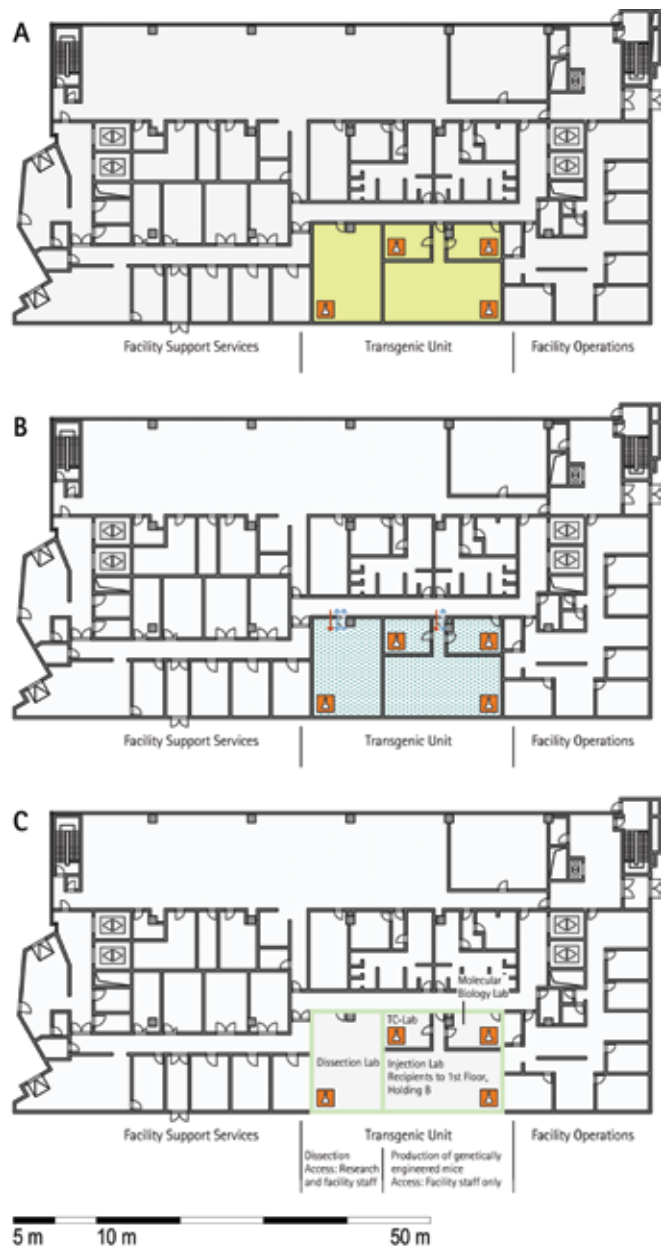 A
Facility Support Services
Transgenic Unit
Facility Operations
B
Facility Support Services
Transgenic Unit
Facility Operations
C
Molecular
Biology Lab
TC-Lab
Dissection Lab
Injection Lab
Recipients to 1st Floor,
Holding B
Facility Support Services
Transgenic Unit
Facility Operations
Dissection
Access: Research
and facility staff
Production of genetically
engineered mice
Access: Facility staff only
5 m
10 m
50 m